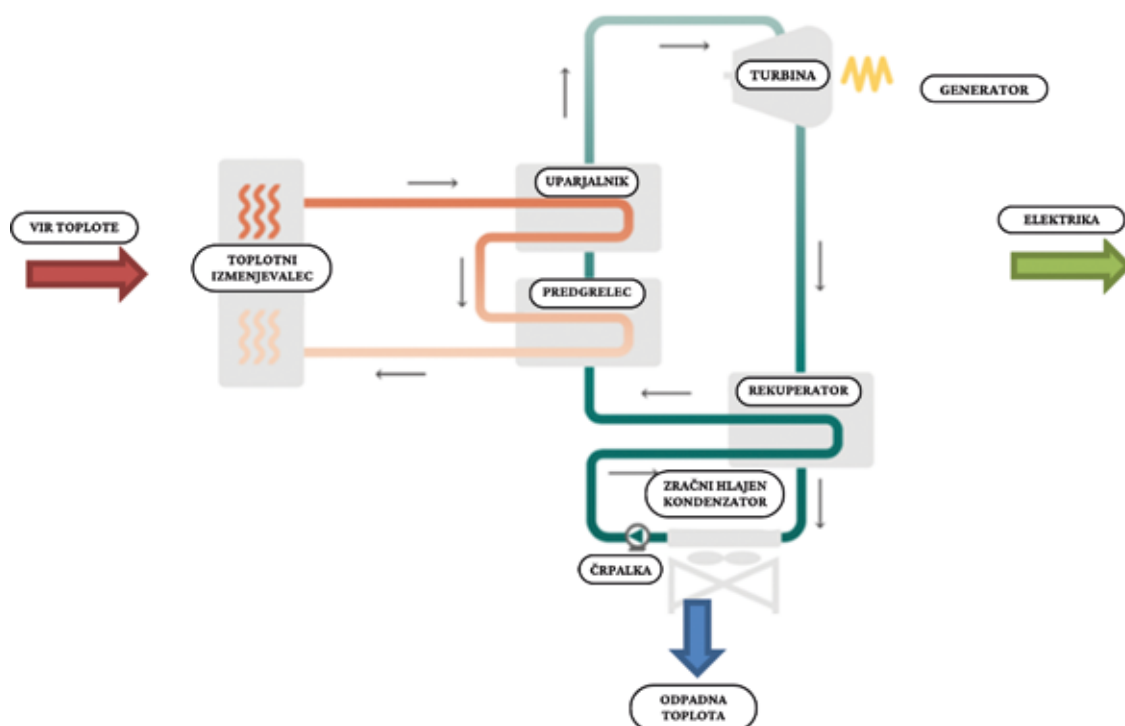 TURBINA
GENERATOR
UPARJALNIK
VIR TOPLOTE
ELEKTRIKA
TOPLOTNI
IZMENJEVALEC
PREDGRELEC
REKUPERATOR
ZRAČNI HLAJEN
KONDENZATOR
ČRPALKA
ODPADNA
TOPLOTA